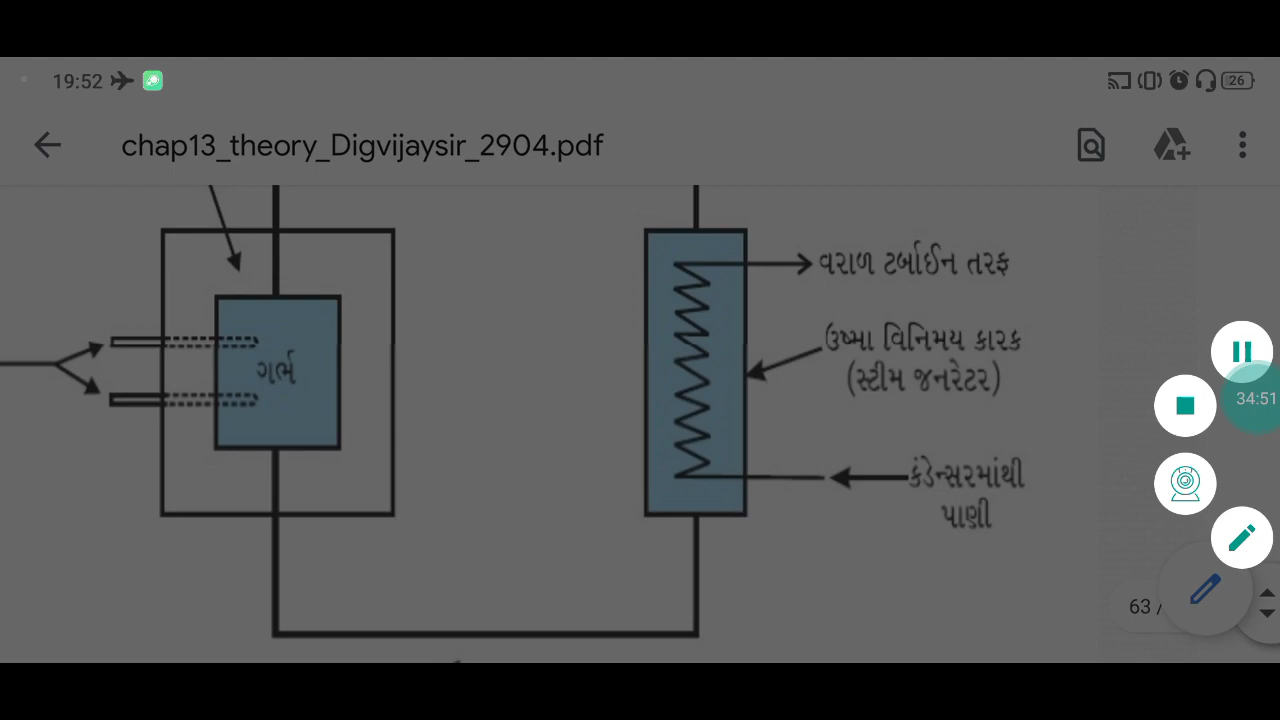 19:52
26
chap13_theory_Digvijaysir_2904.pdf
વરાળ ટર્બાઈન તરફ
ઉષ્મા વિનિમય કારક
(સ્ટીમ જનરેટર)
ગર્ભ
34:51
કંડેન્સરમાંથી
પાણી
63 /